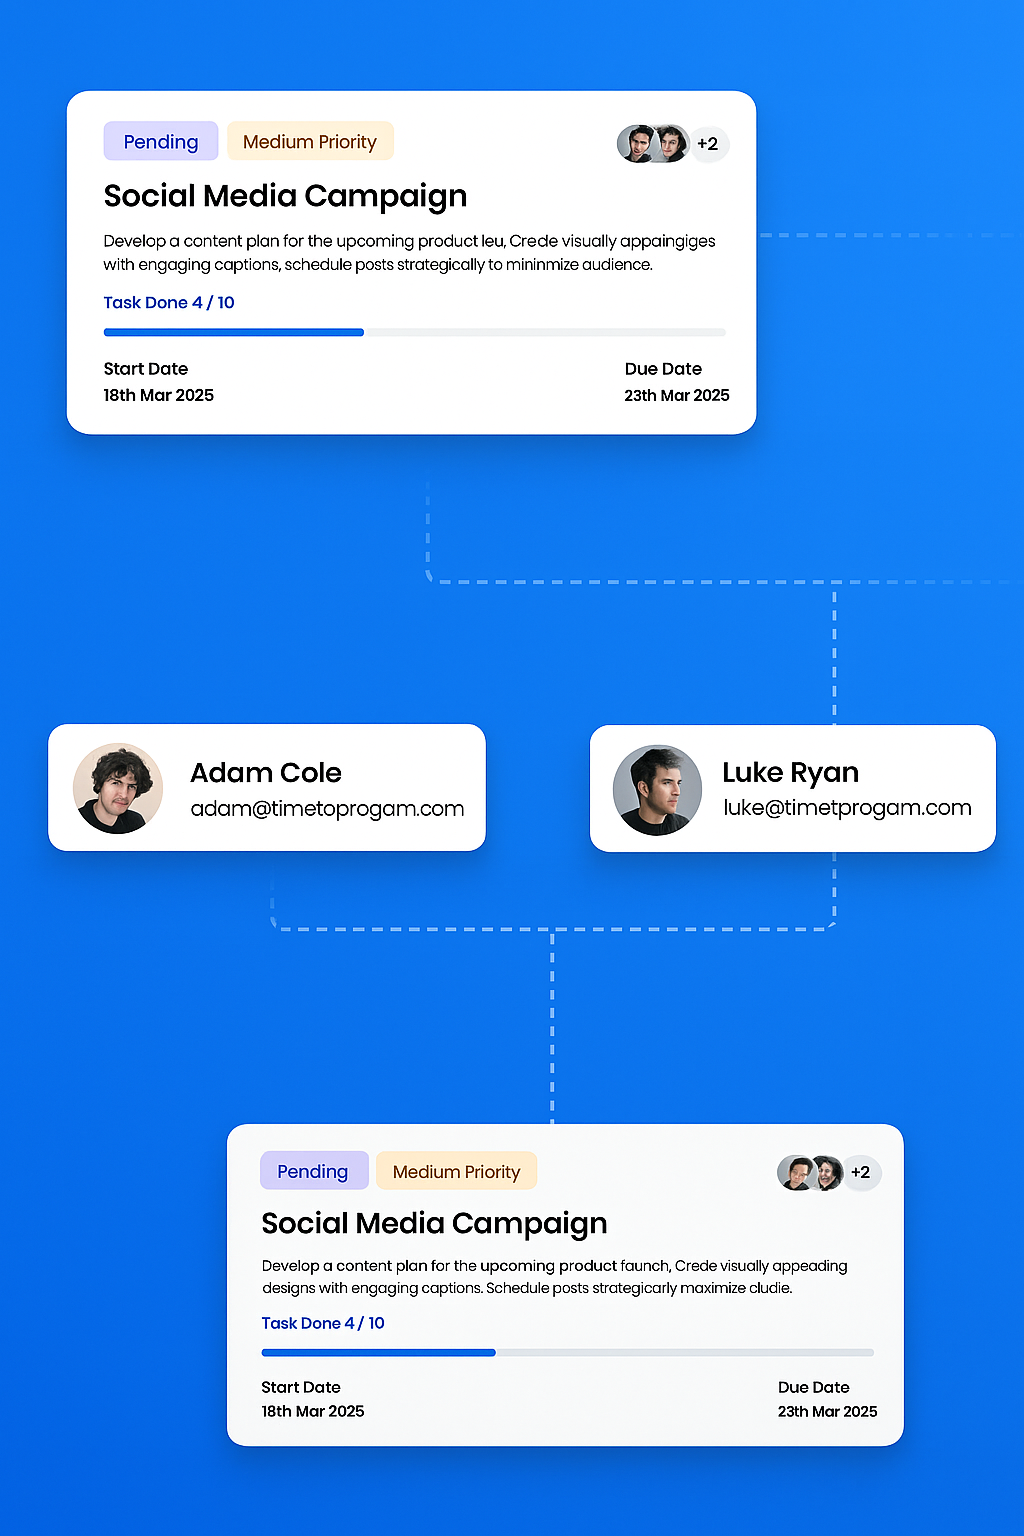 Pending
Medium Priority
+2
Social Media Campaign
Develop a content plan for the upcoming product leu, Crede visually appaingiges
with engaging captions, schedule posts strategically to mininmize audience.
Task Done 4 / 10
Start Date
Due Date
18th Mar 2025
23th Mar 2025
Adam Cole
adam@timetoprogam.com
Luke Ryan
luke@timetprogam.com
Pending
Medium Priority
+2
Social Media Campaign
Develop a content plan for the upcoming product faunch, Crede visually appeading
designs with engaging captions. Schedule posts strategicarly maximize cludie.
Task Done 4 / 10
Start Date
Due Date
18th Mar 2025
23th Mar 2025